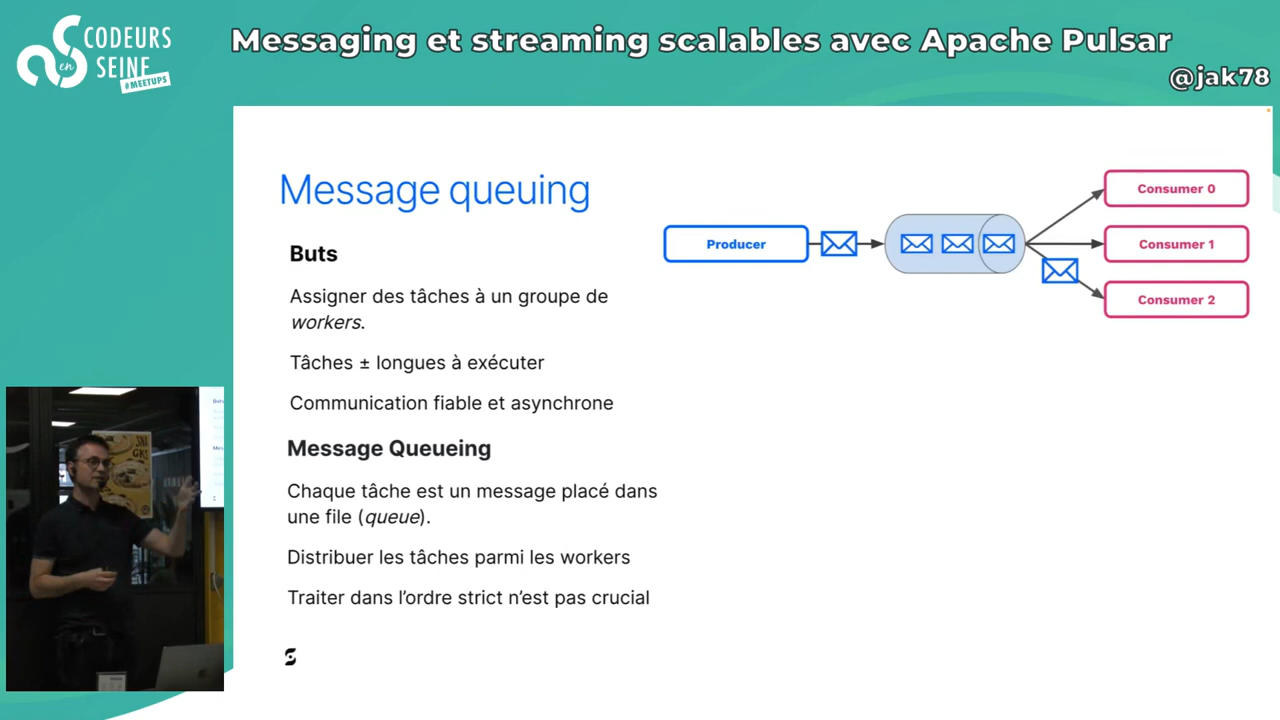 CODEURS
en
SEINE
#MEETUPS
Messaging et streaming scalables avec Apache Pulsar
@jak78
Message queuing
Buts
Assigner des tâches à un groupe de
workers.
Tâches ± longues à exécuter
Communication fiable et asynchrone
Message Queueing
Chaque tâche est un message placé dans
une file (queue).
Distribuer les tâches parmi les workers
Traiter dans l’ordre strict n’est pas crucial
Producer
Consumer 0
Consumer 1
Consumer 2